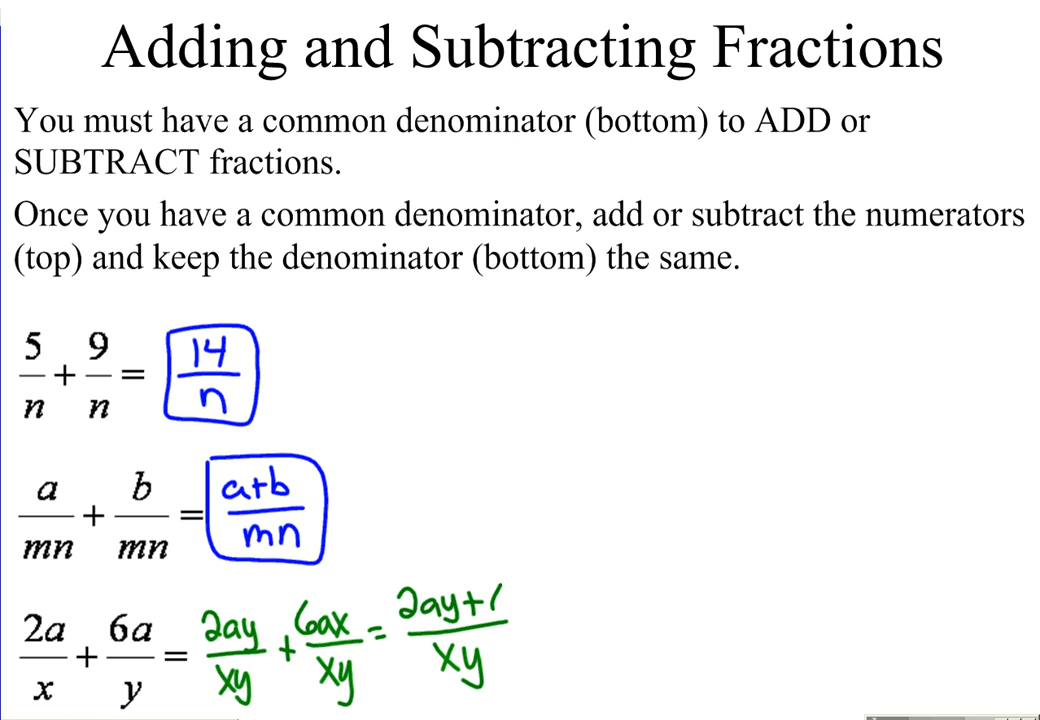 Adding and Subtracting Fractions
You must have a common denominator (bottom) to ADD or
SUBTRACT fractions.
Once you have a common denominator, add or subtract the numerators
(top) and keep the denominator (bottom) the same.
5/n + 9/n = 14/n
a/mn + b/mn = a+b/mn
2a/x + 6a/y = 2ay/xy + 6ax/xy = 2ay+/xy